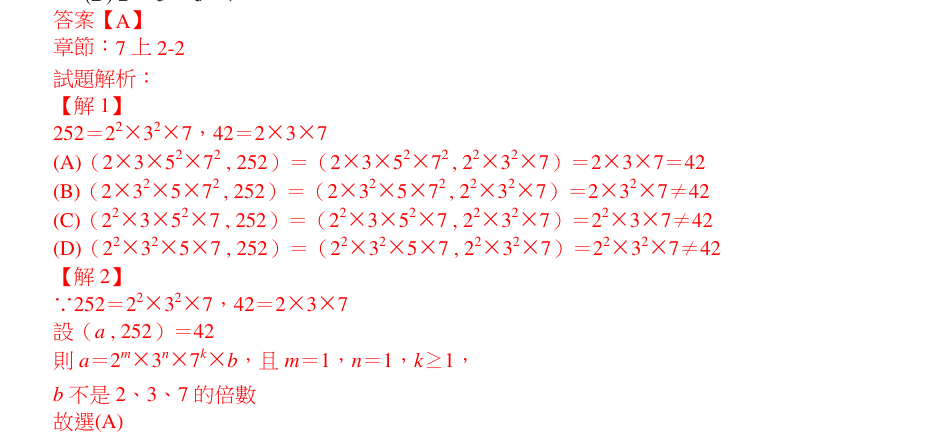 答案【A】
章節：7 上 2-2
試題解析：
【解 1】
252＝2²×3²×7，42＝2×3×7
(A)（2×3×5²×7² , 252）＝（2×3×5²×7² , 2²×3²×7）＝2×3×7＝42
(B)（2×3²×5×7² , 252）＝（2×3²×5×7² , 2²×3²×7）＝2×3²×7≠42
(C)（2²×3×5²×7 , 252）＝（2²×3×5²×7 , 2²×3²×7）＝2²×3×7≠42
(D)（2²×3²×5×7 , 252）＝（2²×3²×5×7 , 2²×3²×7）＝2²×3²×7≠42
【解 2】
∵252＝2²×3²×7，42＝2×3×7
設（a , 252）＝42
則 a＝2ᵐ×3ⁿ×7ᵏ×b，且 m＝1，n＝1，k≥1，
b 不是 2、3、7 的倍數
故選(A)